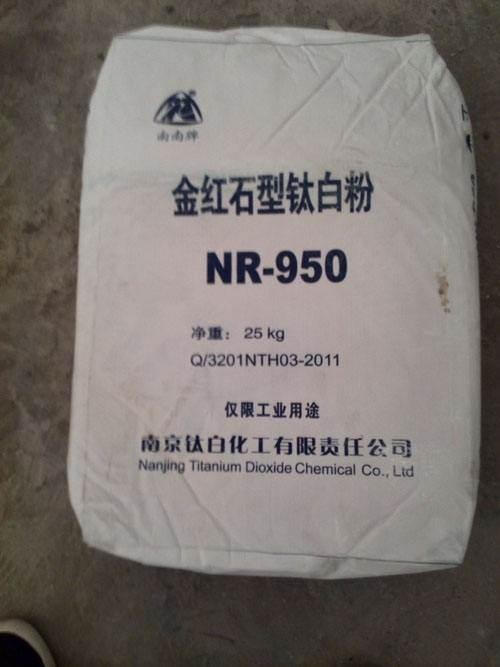 南南牌
金红石型钛白粉
NR-950
净重： 25 kg
Q/3201NTH03-2011
仅限工业用途
南京钛白化工有限责任公司
Nanjing Titanium Dioxide Chemical Co., Ltd